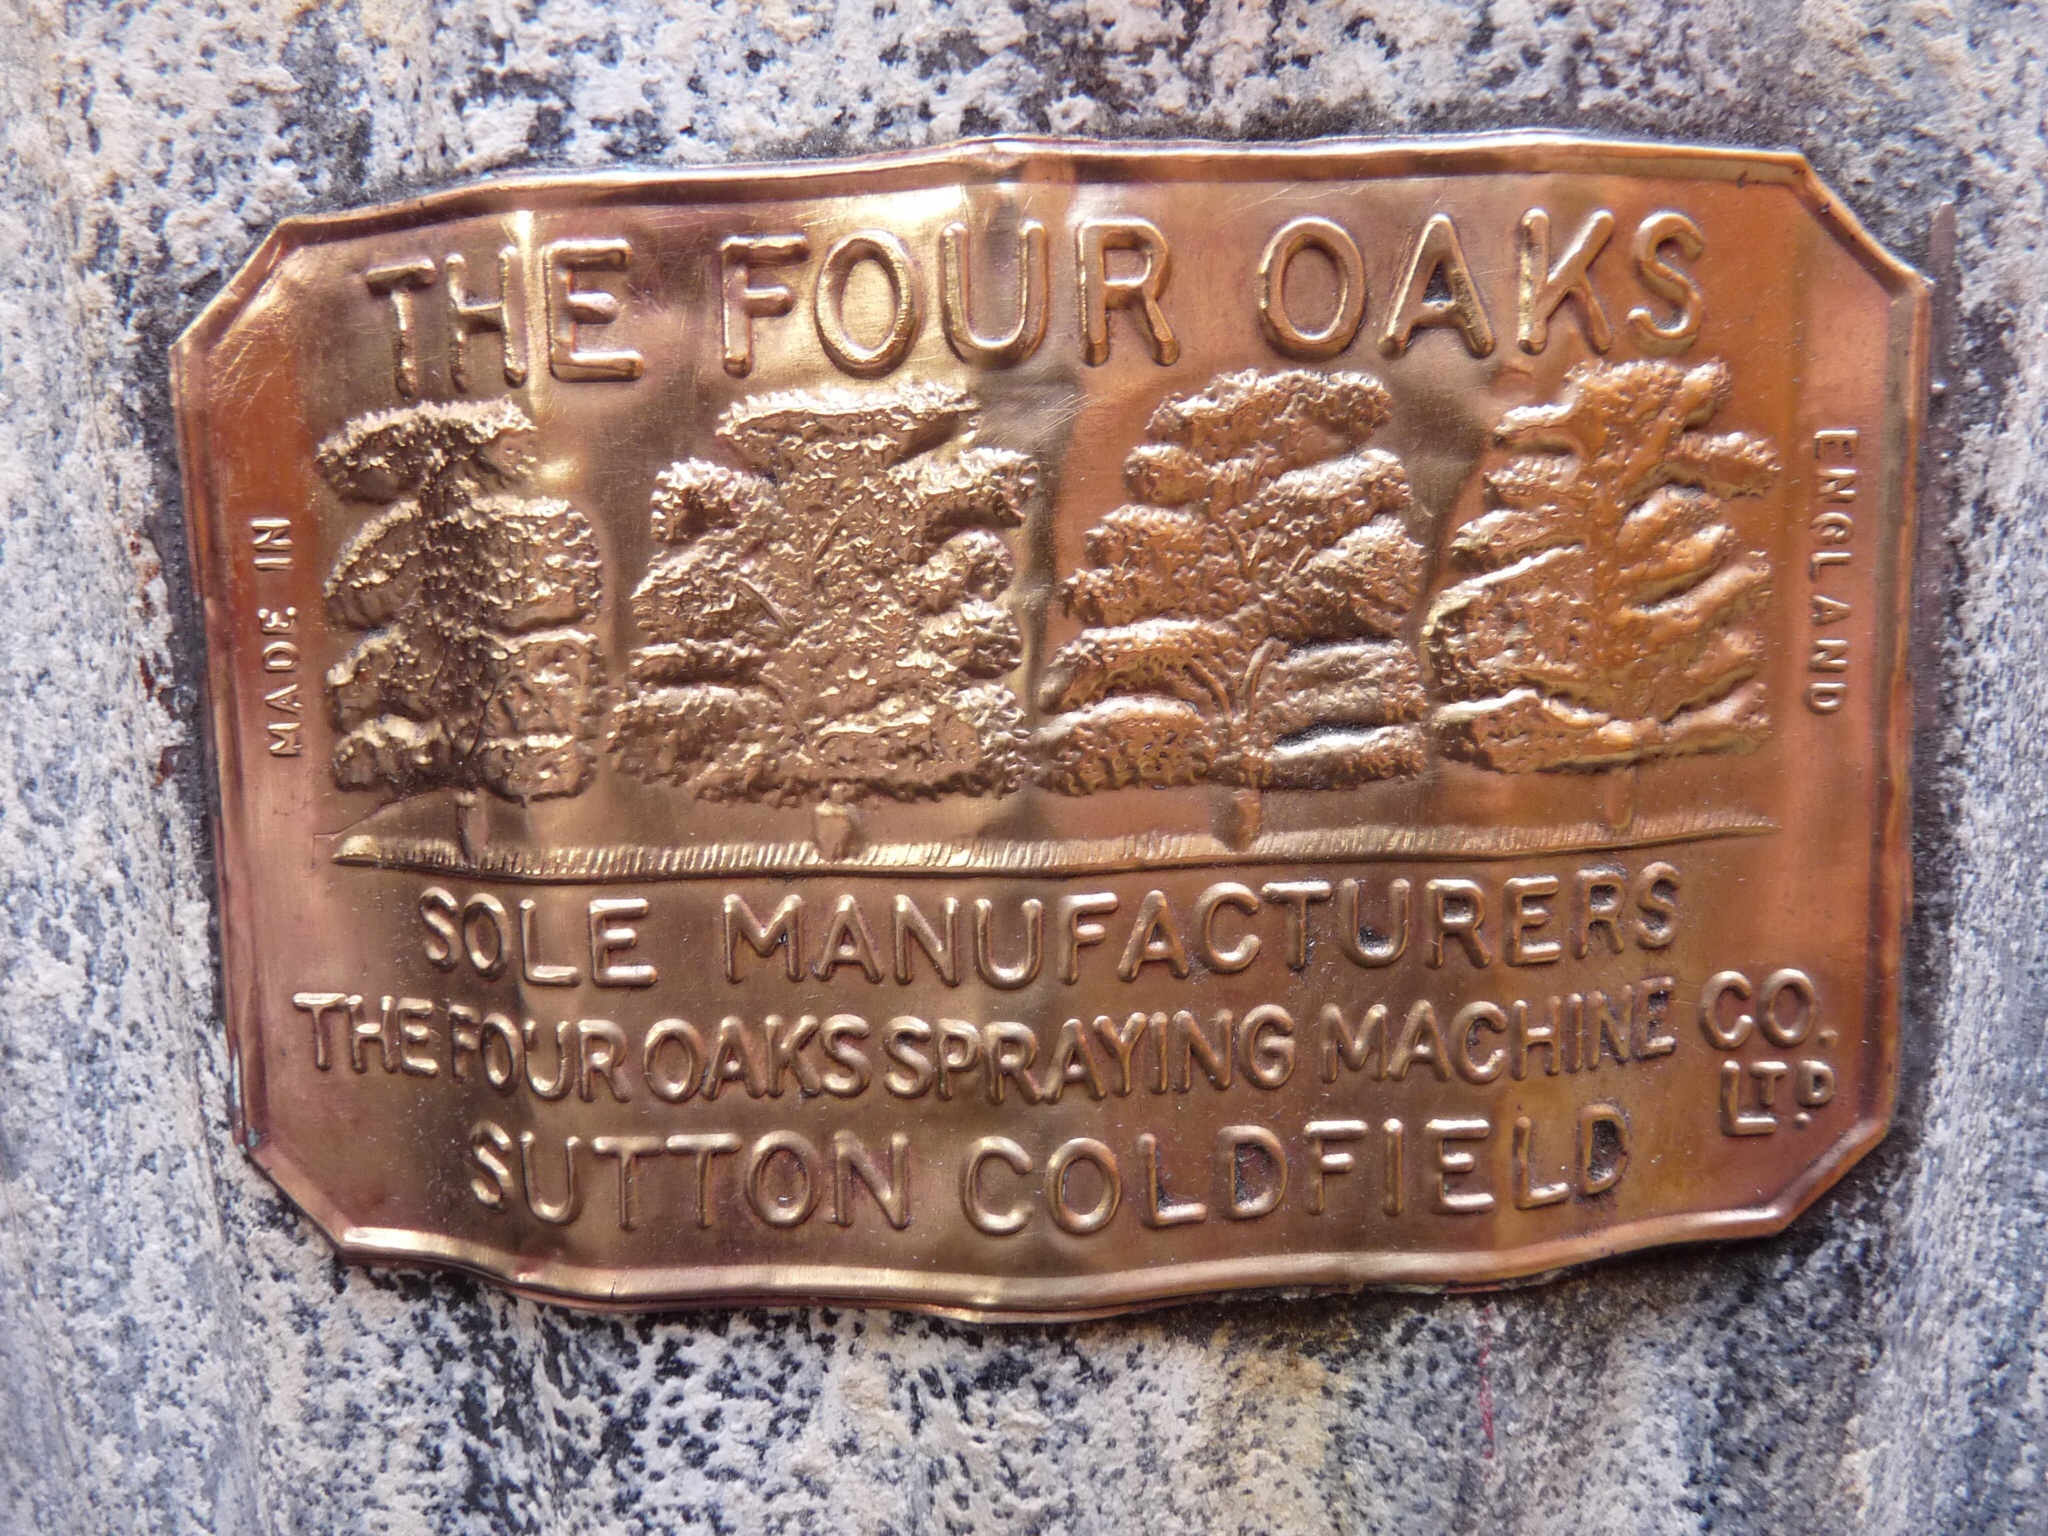 THE FOUR OAKS
MADE IN
ENGLAND
SOLE MANUFACTURERS
THE FOUR OAKS SPRAYING MACHINE CO. LTD.
SUTTON COLDFIELD